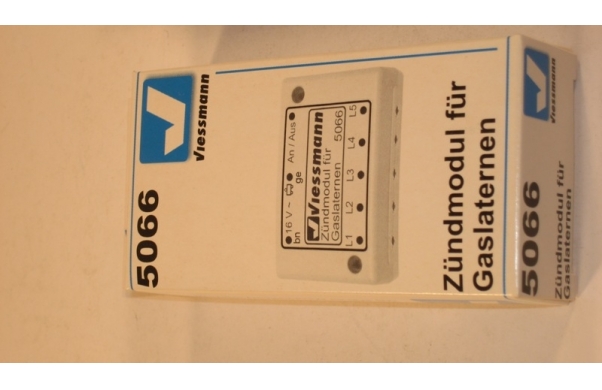 5066
Viessmann
16 V ~ An / Aus
bn ge
Viessmann
Zündmodul für
Gaslaternen 5066
L1 L2 L3 L4 L5
Zündmodul für
Gaslaternen
5066
Zündmodul für
Gaslaternen